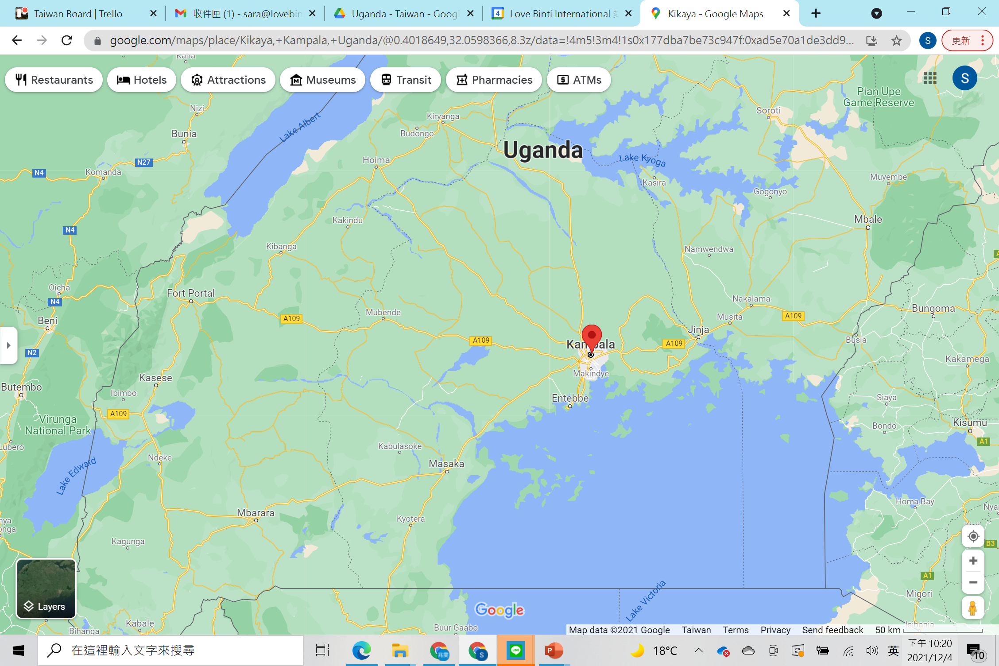 Taiwan Board | Trello
收件匣 (1) - sara@lovebin
Uganda - Taiwan - Googl
Love Binti International 愛
Kikaya - Google Maps
google.com/maps/place/Kikaya,+Kampala,+Uganda/@0.4018649,32.0598366,8.3z/data=!4m5!3m4!1s0x177dba7be73c947f:0xad5e70a1de3dd9...
S
更新
Restaurants
Hotels
Attractions
Museums
Transit
Pharmacies
ATMs
S
Kana
Pian Upe
Game Reserve
Nizi
Soroti
Kiryanga
Lake Albert
Budongo
Bunia
Uganda
Lake Kyoga
Hoima
N27
Komanda
N4
Kasira
Muyembe
Gogonyo
Kakindu
Mbale
N4
Kibanga
Namwendwa
Oicha
Fort Portal
N4
Nakalama
Bungoma
Mubende
A109
Musita
A109
Beni
Jinja
A109
Kampala
A109
Busia
N2
Kakamega
Makindye
Kasese
Butembo
Ibimbo
Entebbe
Siaya
A109
Virunga
National Park
Kisumu
Bondo
A1
Lubero
Kabulasoke
Ndeke
Masaka
Lake Edward
Homa Bay
Nya
nya
onga
Mbarara
Kyotera
Kisii
Kagunga
B3
A1
Migori
Layers
Google
Lake Victoria
Kabale
Bihanga
Buur Gaabo
Isibania
Map data ©2021 Google Taiwan Terms Privacy Send feedback 50 km
在這裡輸入文字來搜尋
兆雯
S
LINE
P
18°C
英
下午 10:20
2021/12/4
10